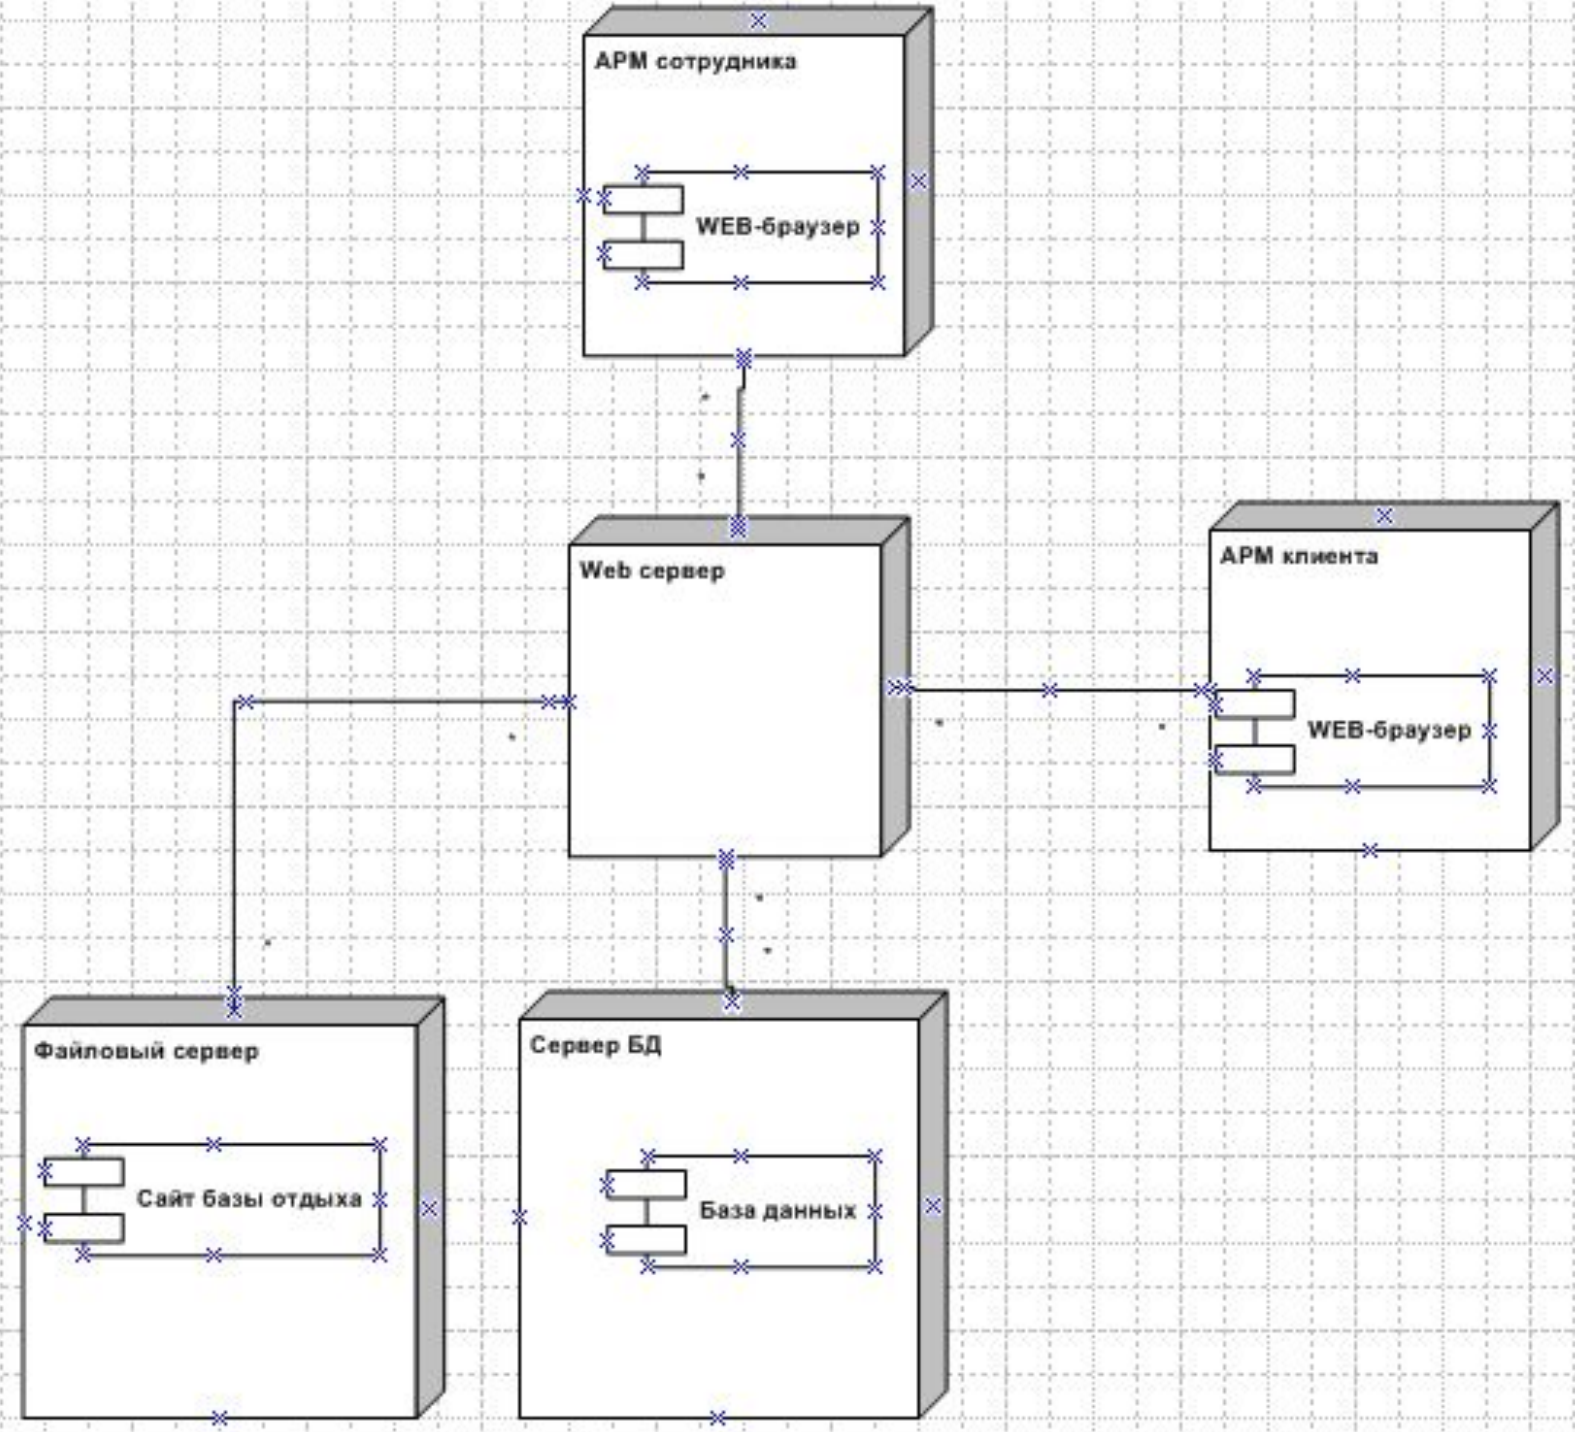 АРМ сотрудника
WEB-браузер
Web сервер
АРМ клиента
WEB-браузер
Файловый сервер
Сайт базы отдыха
Сервер БД
База данных